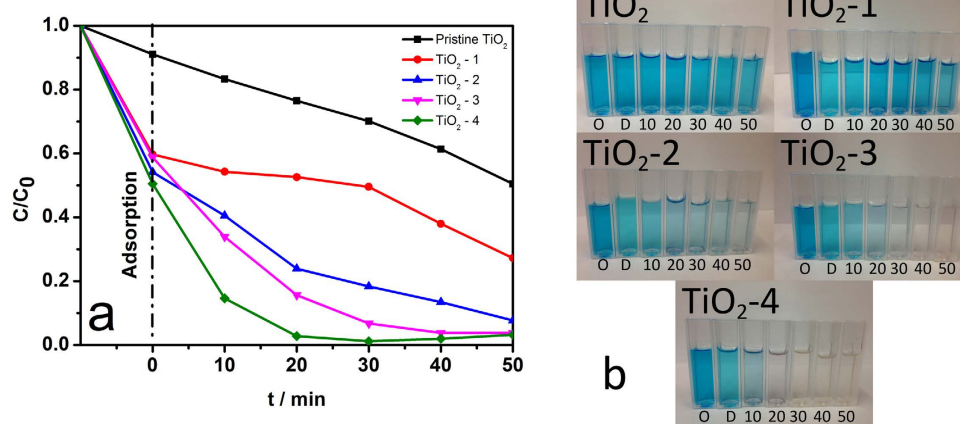 1.0
0.8
0.6
0.4
0.2
0.0
C/C₀
Adsorption
a
0 10 20 30 40 50
t / min
Pristine TiO₂
TiO₂ - 1
TiO₂ - 2
TiO₂ - 3
TiO₂ - 4
TiO₂
O D 10 20 30 40 50
TiO₂-1
O D 10 20 30 40 50
TiO₂-2
O D 10 20 30 40 50
TiO₂-3
O D 10 20 30 40 50
TiO₂-4
O D 10 20 30 40 50
b